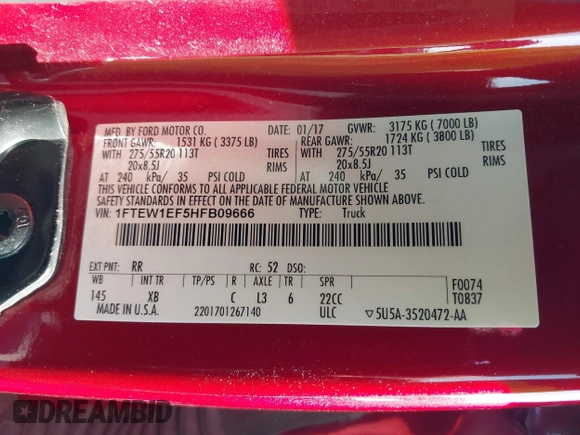 MFD. BY FORD MOTOR CO.
DATE: 01/17
GVWR: 3175 KG ( 7000 LB)
FRONT GAWR: 1531 KG ( 3375 LB)
REAR GAWR: 1724 KG ( 3800 LB)
WITH 275/55R20 113T TIRES
WITH 275/55R20 113T TIRES
20x8.5J RIMS
20x8.5J RIMS
AT 240 kPa/ 35 PSI COLD
AT 240 kPa/ 35 PSI COLD
THIS VEHICLE CONFORMS TO ALL APPLICABLE FEDERAL MOTOR VEHICLE
SAFETY STANDARDS IN EFFECT ON THE DATE OF MANUFACTURE SHOWN ABOVE.
VIN: 1FTEW1EF5HFB09666 TYPE: Truck
EXT PNT: RR RC: 52 DSO:
WB INT TR TP/PS R AXLE TR SPR
F0074
145 XB C L3 6 22CC
T0B37
MADE IN U.S.A. 2201701267140 ULC ▽5U5A-3520472-AA
DREAMBID